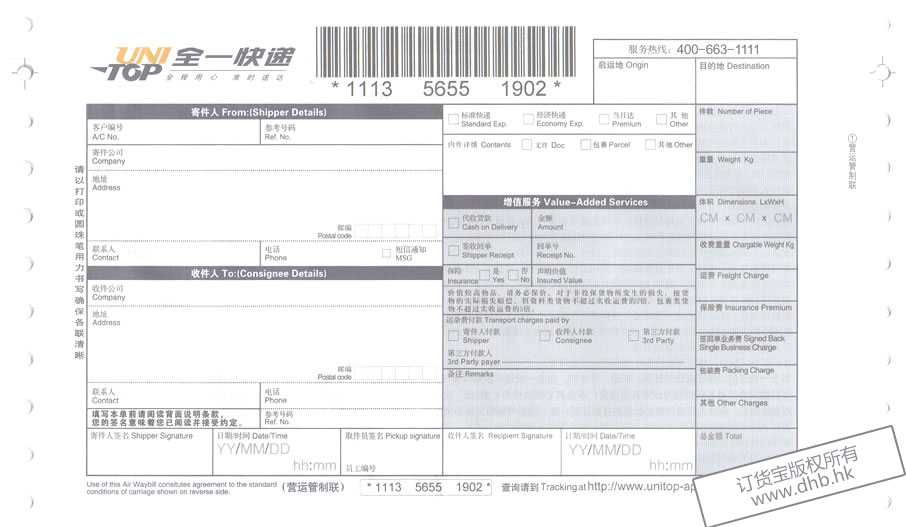 UNI
TOP
全一快递
全程用心 准时送达
* 1113 5655 1902 *
服务热线: 400-663-1111
启运地 Origin
目的地 Destination
寄件人 From:(Shipper Details)
客户编号
A/C No.
参考号码
Ref. No.
寄件公司
Company
地址
Address
邮编
Postal code
联系人
Contact
电话
Phone
短信通知
MSG
收件人 To:(Consignee Details)
收件公司
Company
地址
Address
邮编
Postal code
联系人
Contact
电话
Phone
填写本单前请阅读背面说明条款,
您的签名意味着您已阅读并接受约定。
参考号码
Ref. No
寄件人签名 Shipper Signature
日期/时间 Date/Time
YY/MM/DD
hh:mm
取件员签名 Pickup signature
员工编号
标准快递
Standard Exp.
经济快递
Economy Exp.
当日达
Premium
其 他
Other
内件详情 Contents
文件 Doc
包裹 Parcel
其他 Other
增值服务 Value-Added Services
代收货款
Cash on Delivery
金额
Amount
签收回单
Shipper Receipt
回单号
Receipt No.
保险
Insurance
是
Yes
否
No
声明价值
Insured Value
价值较高物品,请务必保价,对于非投保货物所发生的损失,按货
物的实际损失赔偿,但资料类货物不超过实收运费的2倍,包裹类货
物不超过实收运费的5倍。
运杂费付款 Transport charges paid by
寄件人付款
Shipper
收件人付款
Consignee
第三方付款
3rd Party
第三方付款人
3rd Party payer
备注 Remarks
收件人签名 Recipient Signature
日期/时间 Date/Time
YY/MM/DD
hh:mm
件数 Number of Piece
重量 Weight Kg
体积 Dimensions LxWxH
CM x CM x CM
收费重量 Chargable Weight Kg
运费 Freight Charge
保险费 Insurance Premium
签回单业务费 Signed Back
Single Business Charge
包装费 Packing Charge
其他 Other Charges
总金额 Total
请以打印或圆珠笔用力书写确保各联清晰
①营运管制联
Use of this Air Waybill consitutes agreement to the standard
conditions of carriage shown on reverse side.
(营运管制联)
* 1113 5655 1902 *
查询请到 Tracking at http://www.unitop-ap
订货宝版权所有
www.dhb.hk